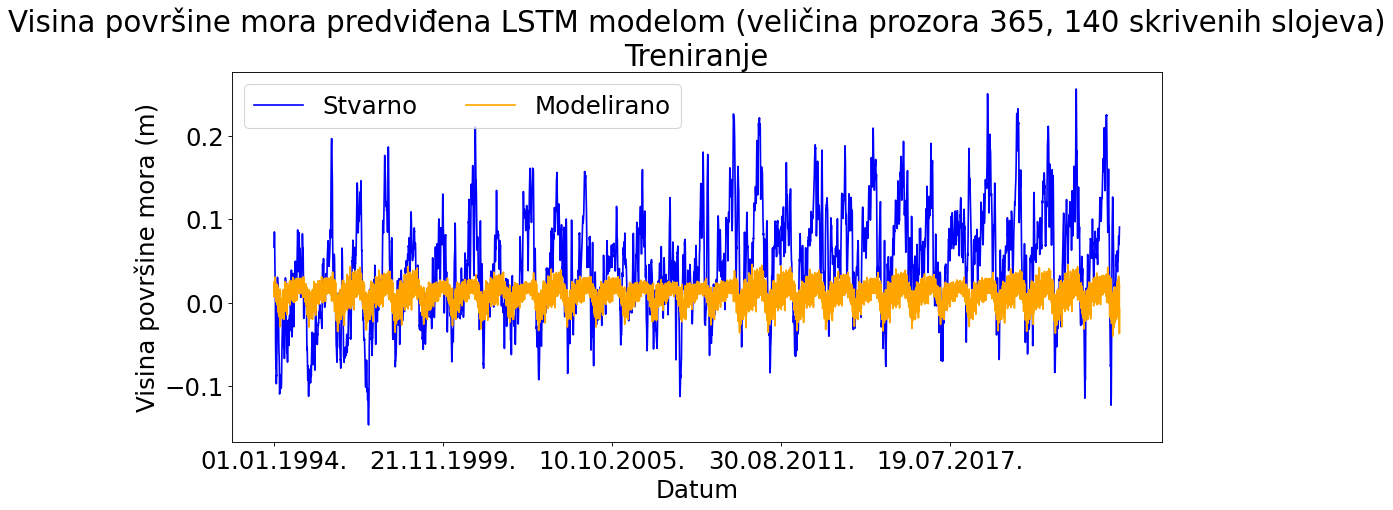 Visina površine mora predviđena LSTM modelom (veličina prozora 365, 140 skrivenih slojeva)
Treniranje
Stvarno Modelirano
Visina površine mora (m)
0.2
0.1
0.0
−0.1
01.01.1994. 21.11.1999. 10.10.2005. 30.08.2011. 19.07.2017.
Datum